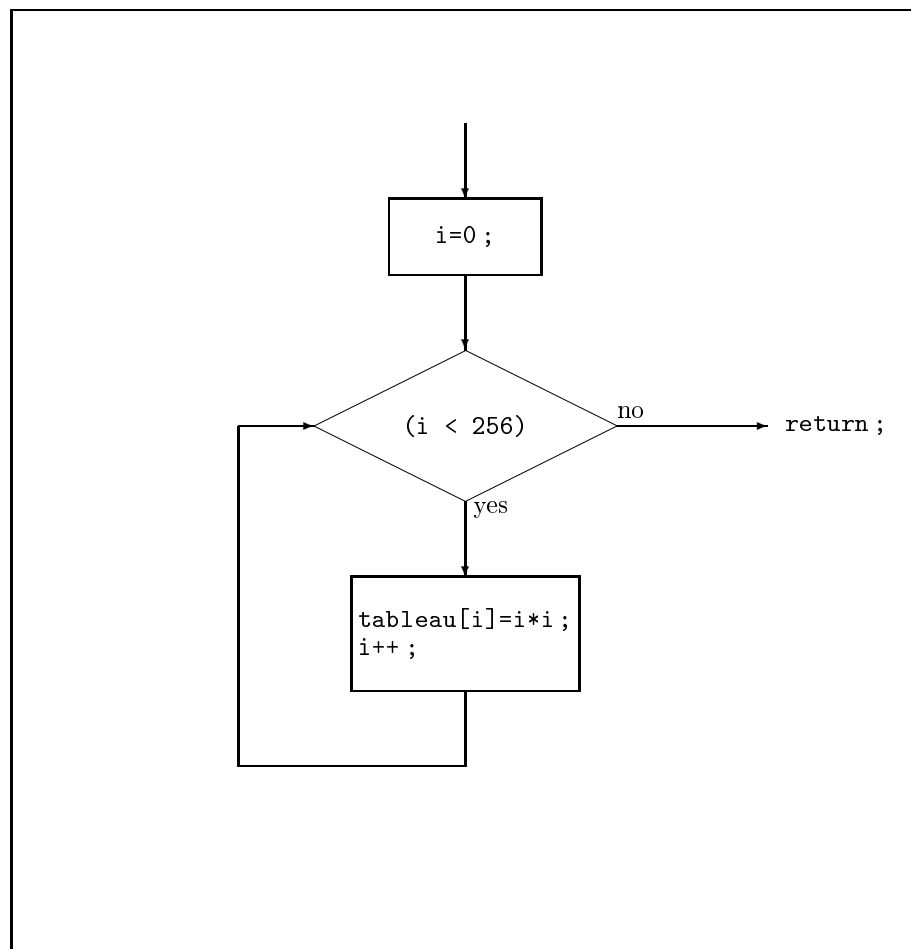 i=0 ;
(i < 256)
no
return ;
yes
tableau[i]=i*i ;
i++ ;